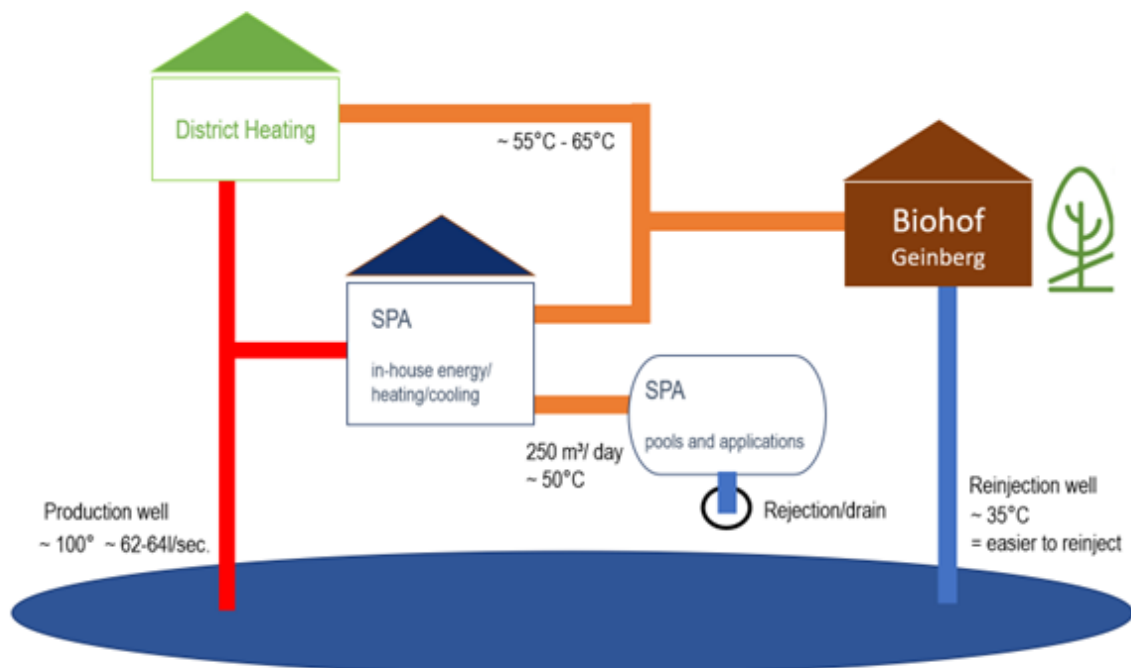 District Heating
~ 55°C - 65°C
Biohof
Geinberg
SPA
in-house energy/
heating/cooling
SPA
pools and applications
250 m³/ day
~ 50°C
Rejection/drain
Production well
~ 100° ~ 62-64l/sec.
Reinjection well
~ 35°C
= easier to reinject